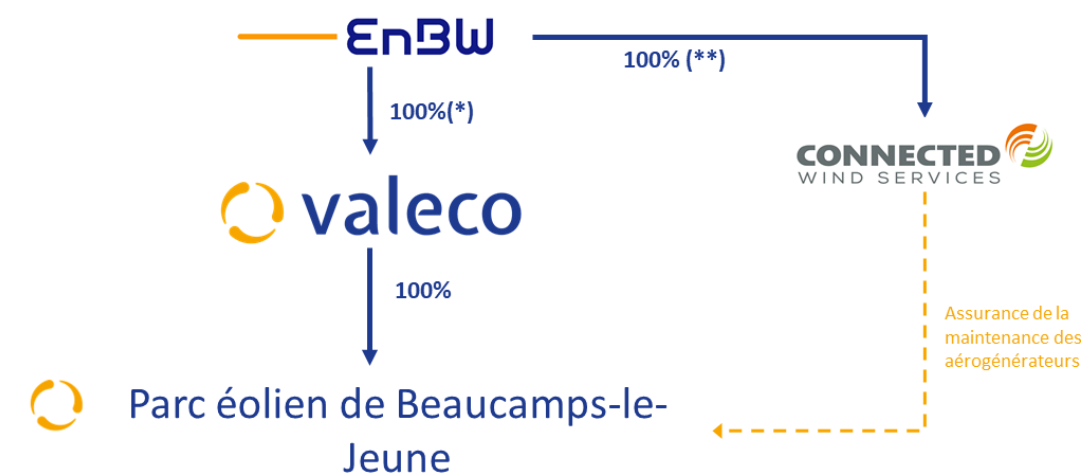 EnBW
100% (**)
100%(*)
CONNECTED
WIND SERVICES
valeco
100%
Assurance de la
maintenance des
aérogénérateurs
Parc éolien de Beaucamps-le-
Jeune